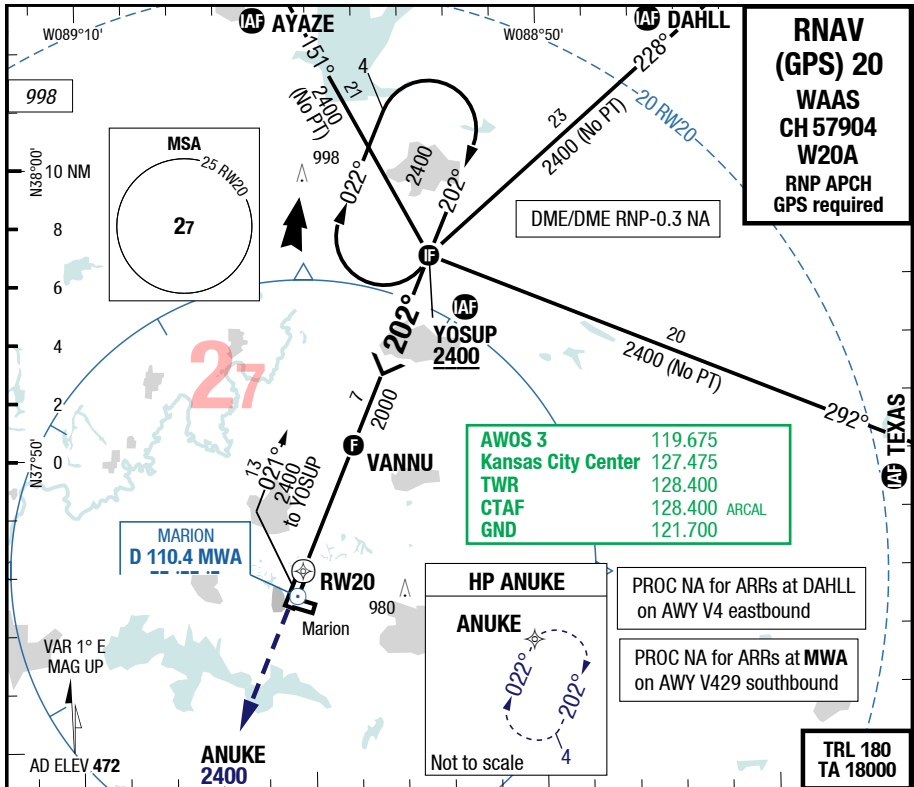 IAF AYAZE
IAF DAHLL
W089°10'
W088°50'
RNAV
(GPS) 20
WAAS
CH 57904
W20A
RNP APCH
GPS required
998
151°
21
2400
(No PT)
4
228°
23
2400 (No PT)
20 RW20
MSA
25 RW20
27
N38°00'
10 NM
8
6
4
2
0
N37°50'
998
022°
2400
202°
DME/DME RNP-0.3 NA
IF
IAF
YOSUP
2400
202°
27
7
2000
20
2400 (No PT)
292°
IAF TEXAS
F
VANNU
13
021°
2400
to YOSUP
AWOS 3 119.675
Kansas City Center 127.475
TWR 128.400
CTAF 128.400 ARCAL
GND 121.700
MARION
D 110.4 MWA
RW20
Marion
980
HP ANUKE
ANUKE
022°
202°
4
Not to scale
PROC NA for ARRs at DAHLL
on AWY V4 eastbound
PROC NA for ARRs at MWA
on AWY V429 southbound
VAR 1° E
MAG UP
AD ELEV 472
ANUKE
2400
TRL 180
TA 18000